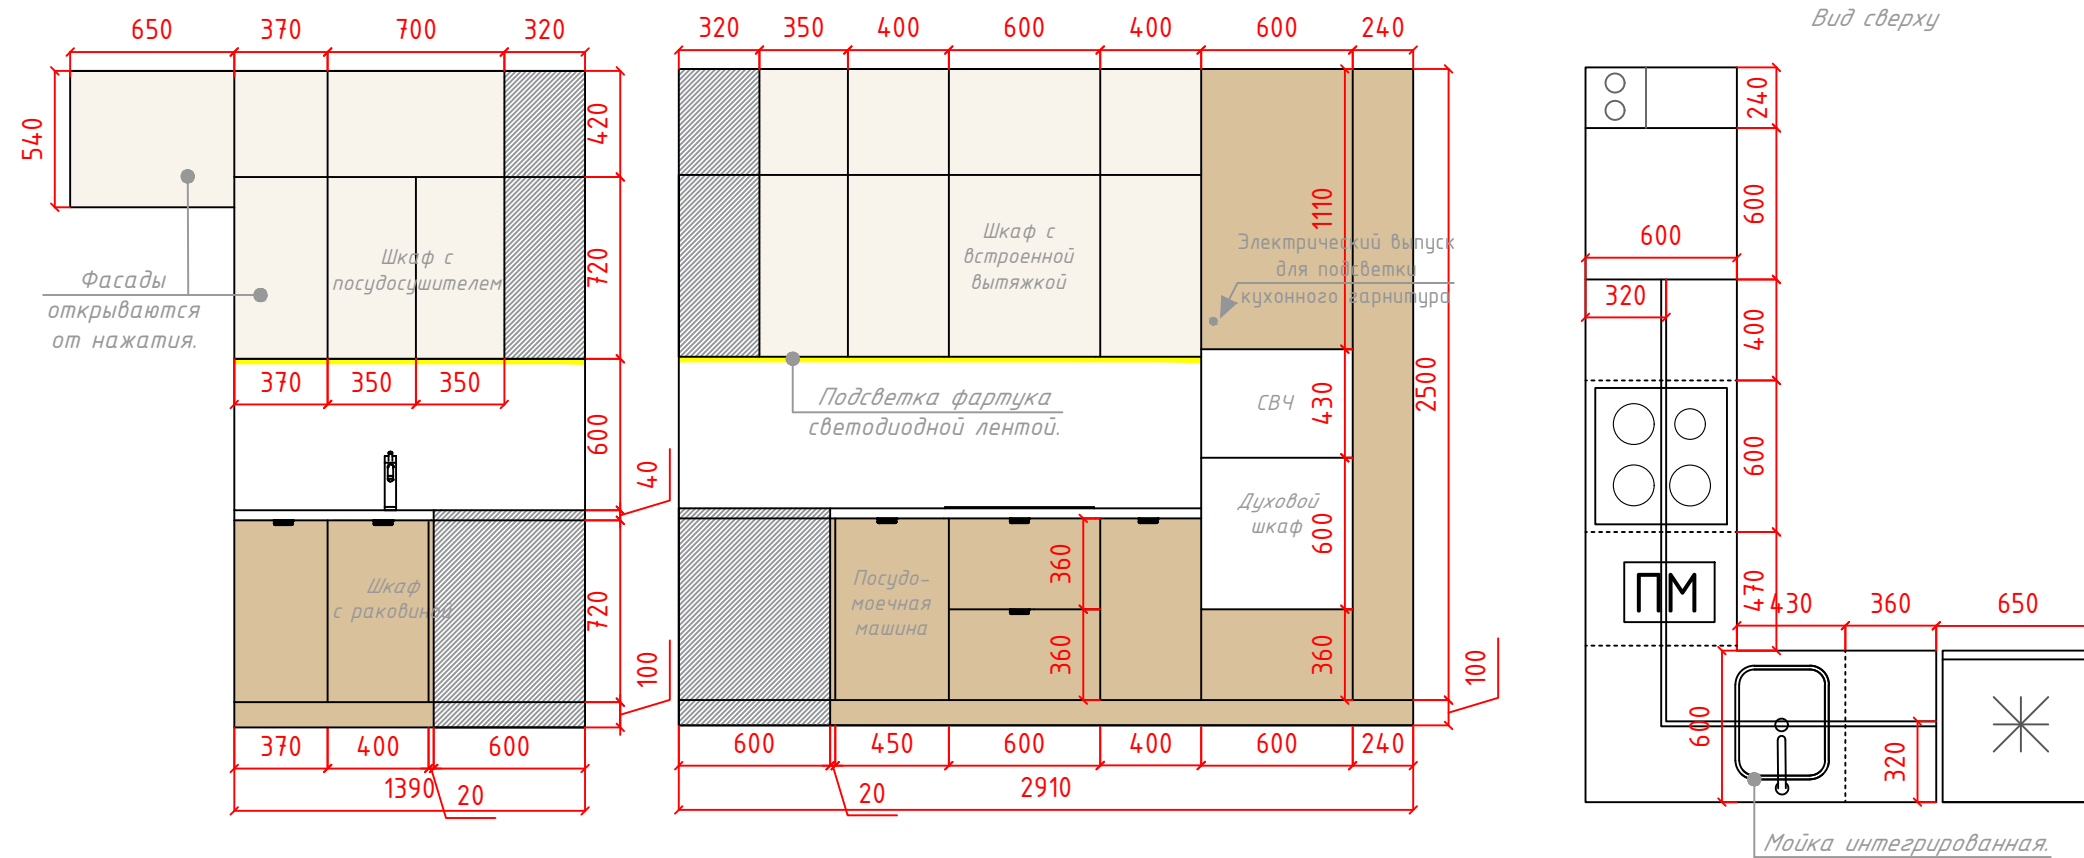 650
370
700
320
540
420
720
600
40
720
100
Фасады
открываются
от нажатия.
Шкаф с
посудосушителем
370
350
350
Шкаф
с раковиной
370
400
600
1390
20
320
350
400
600
400
600
240
Шкаф с
встроенной
вытяжкой
1110
Электрический выпуск
для подсветки
кухонного гарнитура
2500
Подсветка фартука
светодиодной лентой.
СВЧ
430
Духовой
шкаф
600
Посудо-
моечная
машина
360
360
360
100
600
450
600
400
600
240
20
2910
Вид сверху
240
600
600
320
400
600
470
ПМ
430
360
650
600
320
Мойка интегрированная.